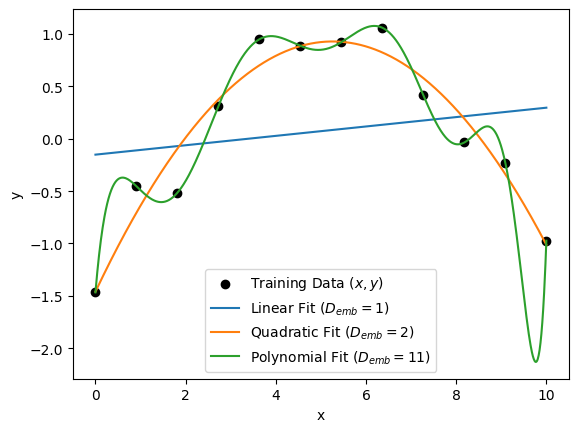 1.0
0.5
0.0
−0.5
−1.0
−1.5
−2.0
y
Training Data (x, y)
Linear Fit (D_emb = 1)
Quadratic Fit (D_emb = 2)
Polynomial Fit (D_emb = 11)
0 2 4 6 8 10
x